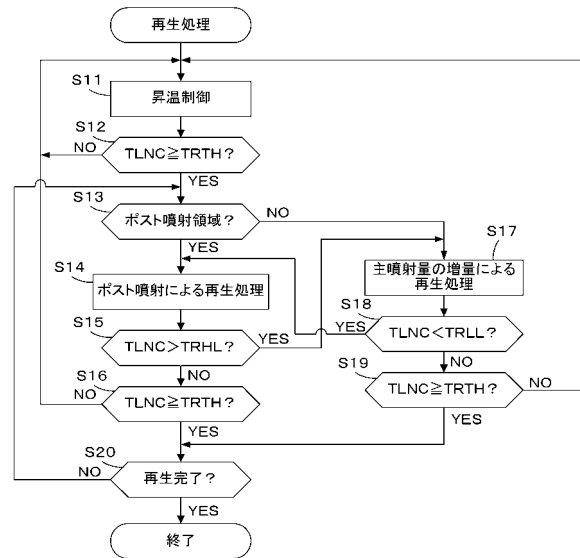 再生処理
S11
昇温制御
S12
TLNC≧TRTH?
NO
YES
S13
ポスト噴射領域?
NO
YES
S14
ポスト噴射による再生処理
S17
主噴射量の増量による
再生処理
S15
TLNC>TRHL?
YES
NO
S18
TLNC<TRLL?
YES
NO
S16
TLNC≧TRTH?
NO
YES
S19
TLNC≧TRTH?
NO
YES
S20
再生完了?
NO
YES
終了